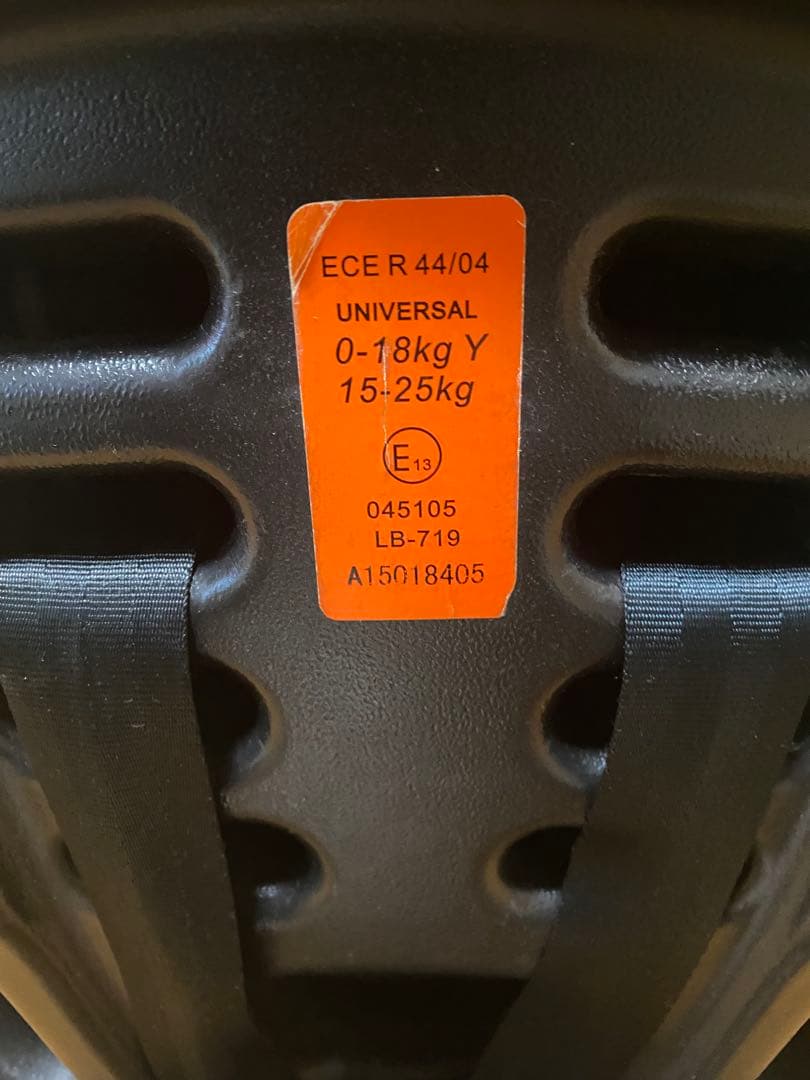 ECE R 44/04
UNIVERSAL
0-18kg Y
15-25kg
E13
045105
LB-719
A15018405